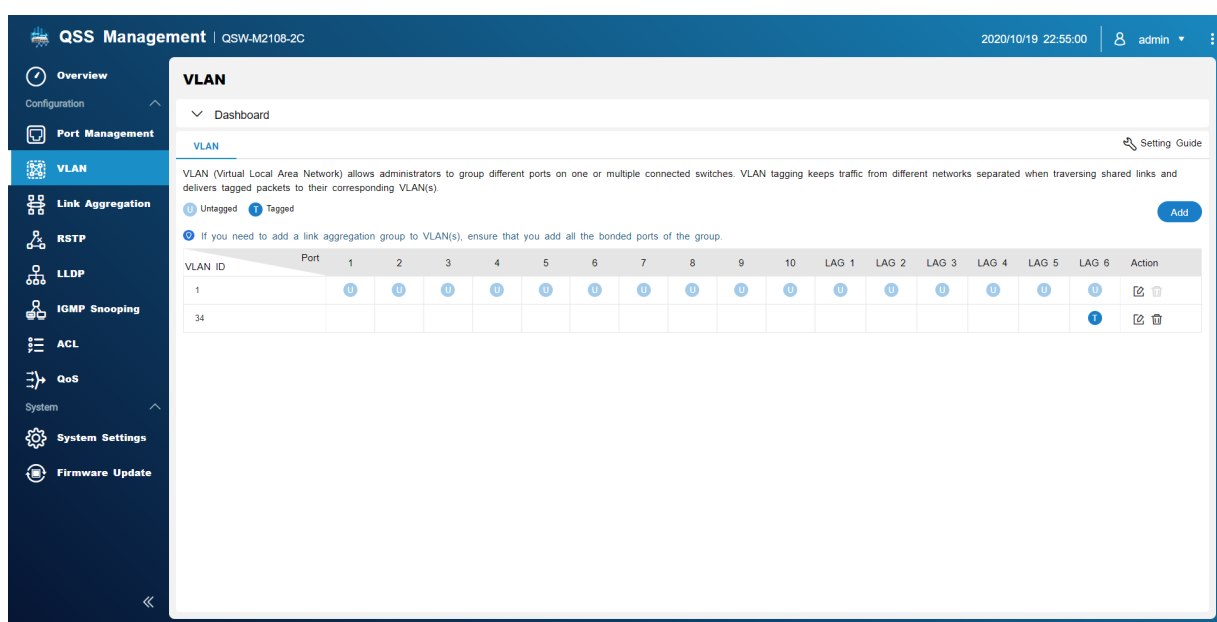 QSS Management | QSW-M2108-2C 2020/10/19 22:55:00 admin
Overview
Configuration
Port Management
VLAN
Link Aggregation
RSTP
LLDP
IGMP Snooping
ACL
QoS
System
System Settings
Firmware Update
VLAN
Dashboard
VLAN Setting Guide
VLAN (Virtual Local Area Network) allows administrators to group different ports on one or multiple connected switches. VLAN tagging keeps traffic from different networks separated when traversing shared links and
delivers tagged packets to their corresponding VLAN(s).
U Untagged T Tagged Add
If you need to add a link aggregation group to VLAN(s), ensure that you add all the bonded ports of the group.
VLAN ID Port 1 2 3 4 5 6 7 8 9 10 LAG 1 LAG 2 LAG 3 LAG 4 LAG 5 LAG 6 Action
1 U U U U U U U U U U U U U U U U
34 T